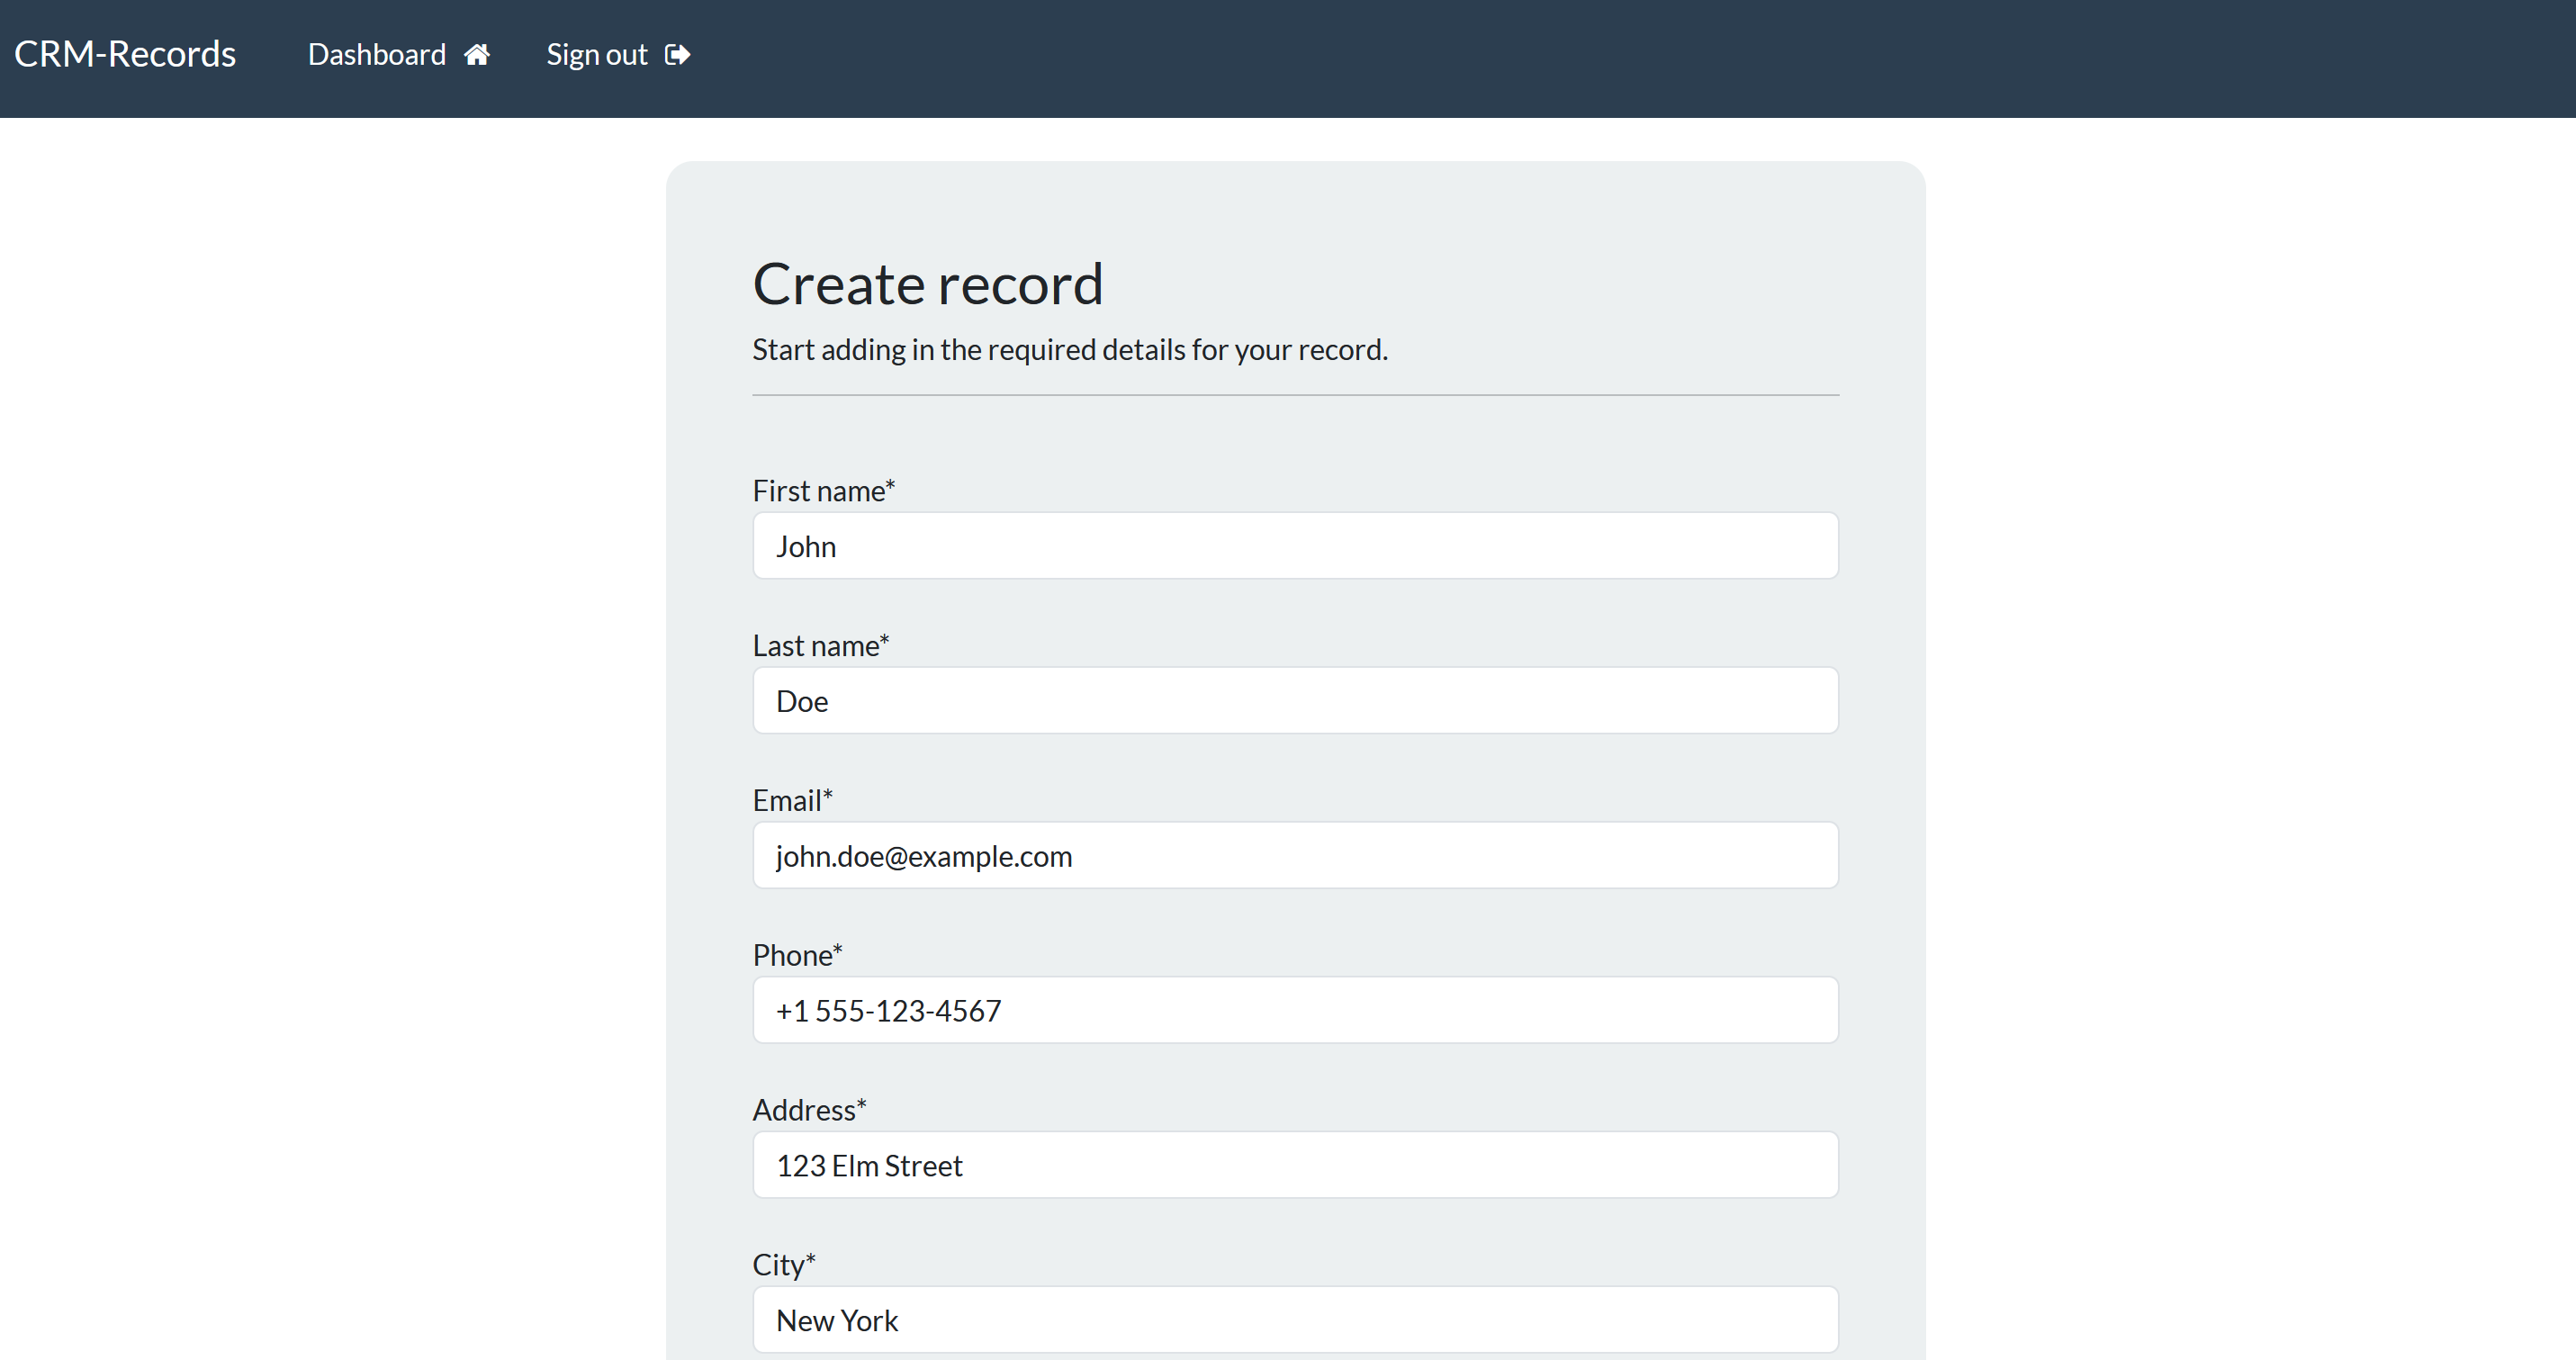 CRM-Records Dashboard Sign out
Create record
Start adding in the required details for your record.
First name*
John
Last name*
Doe
Email*
john.doe@example.com
Phone*
+1 555-123-4567
Address*
123 Elm Street
City*
New York